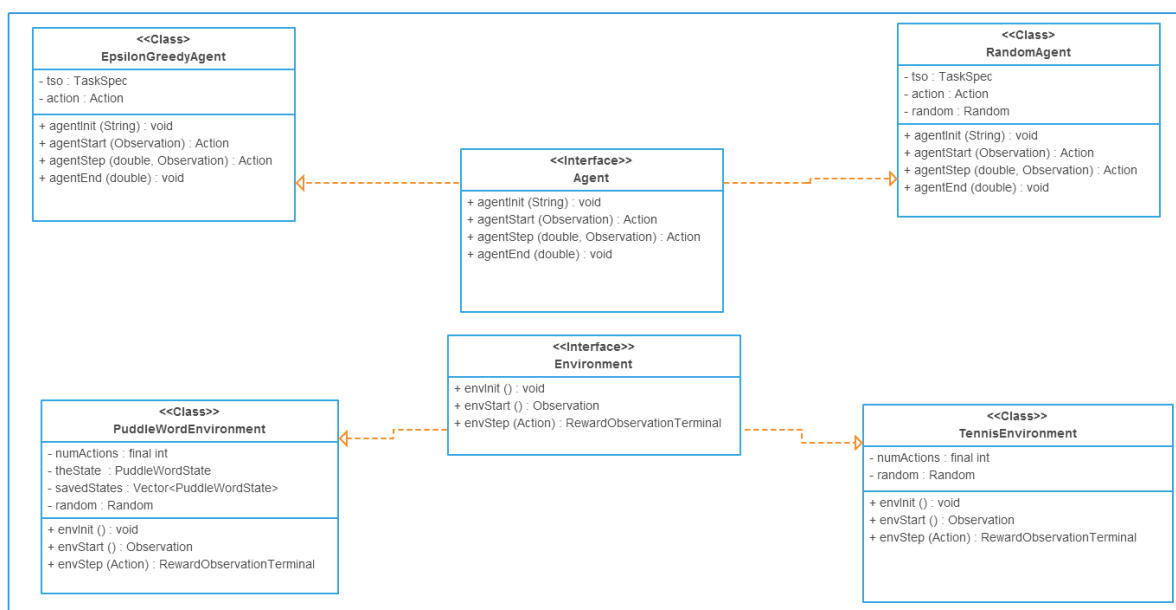 <<Class>>
EpsilonGreedyAgent
- tso : TaskSpec
- action : Action
+ agentInit (String) : void
+ agentStart (Observation) : Action
+ agentStep (double, Observation) : Action
+ agentEnd (double) : void
<<Class>>
RandomAgent
- tso : TaskSpec
- action : Action
- random : Random
+ agentInit (String) : void
+ agentStart (Observation) : Action
+ agentStep (double, Observation) : Action
+ agentEnd (double) : void
<<Interface>>
Agent
+ agentInit (String) : void
+ agentStart (Observation) : Action
+ agentStep (double, Observation) : Action
+ agentEnd (double) : void
<<Interface>>
Environment
+ envInit () : void
+ envStart () : Observation
+ envStep (Action) : RewardObservationTerminal
<<Class>>
PuddleWordEnvironment
- numActions : final int
- theState : PuddleWordState
- savedStates : Vector<PuddleWordState>
- random : Random
+ envInit () : void
+ envStart () : Observation
+ envStep (Action) : RewardObservationTerminal
<<Class>>
TennisEnvironment
- numActions : final int
- random : Random
+ envInit () : void
+ envStart () : Observation
+ envStep (Action) : RewardObservationTerminal